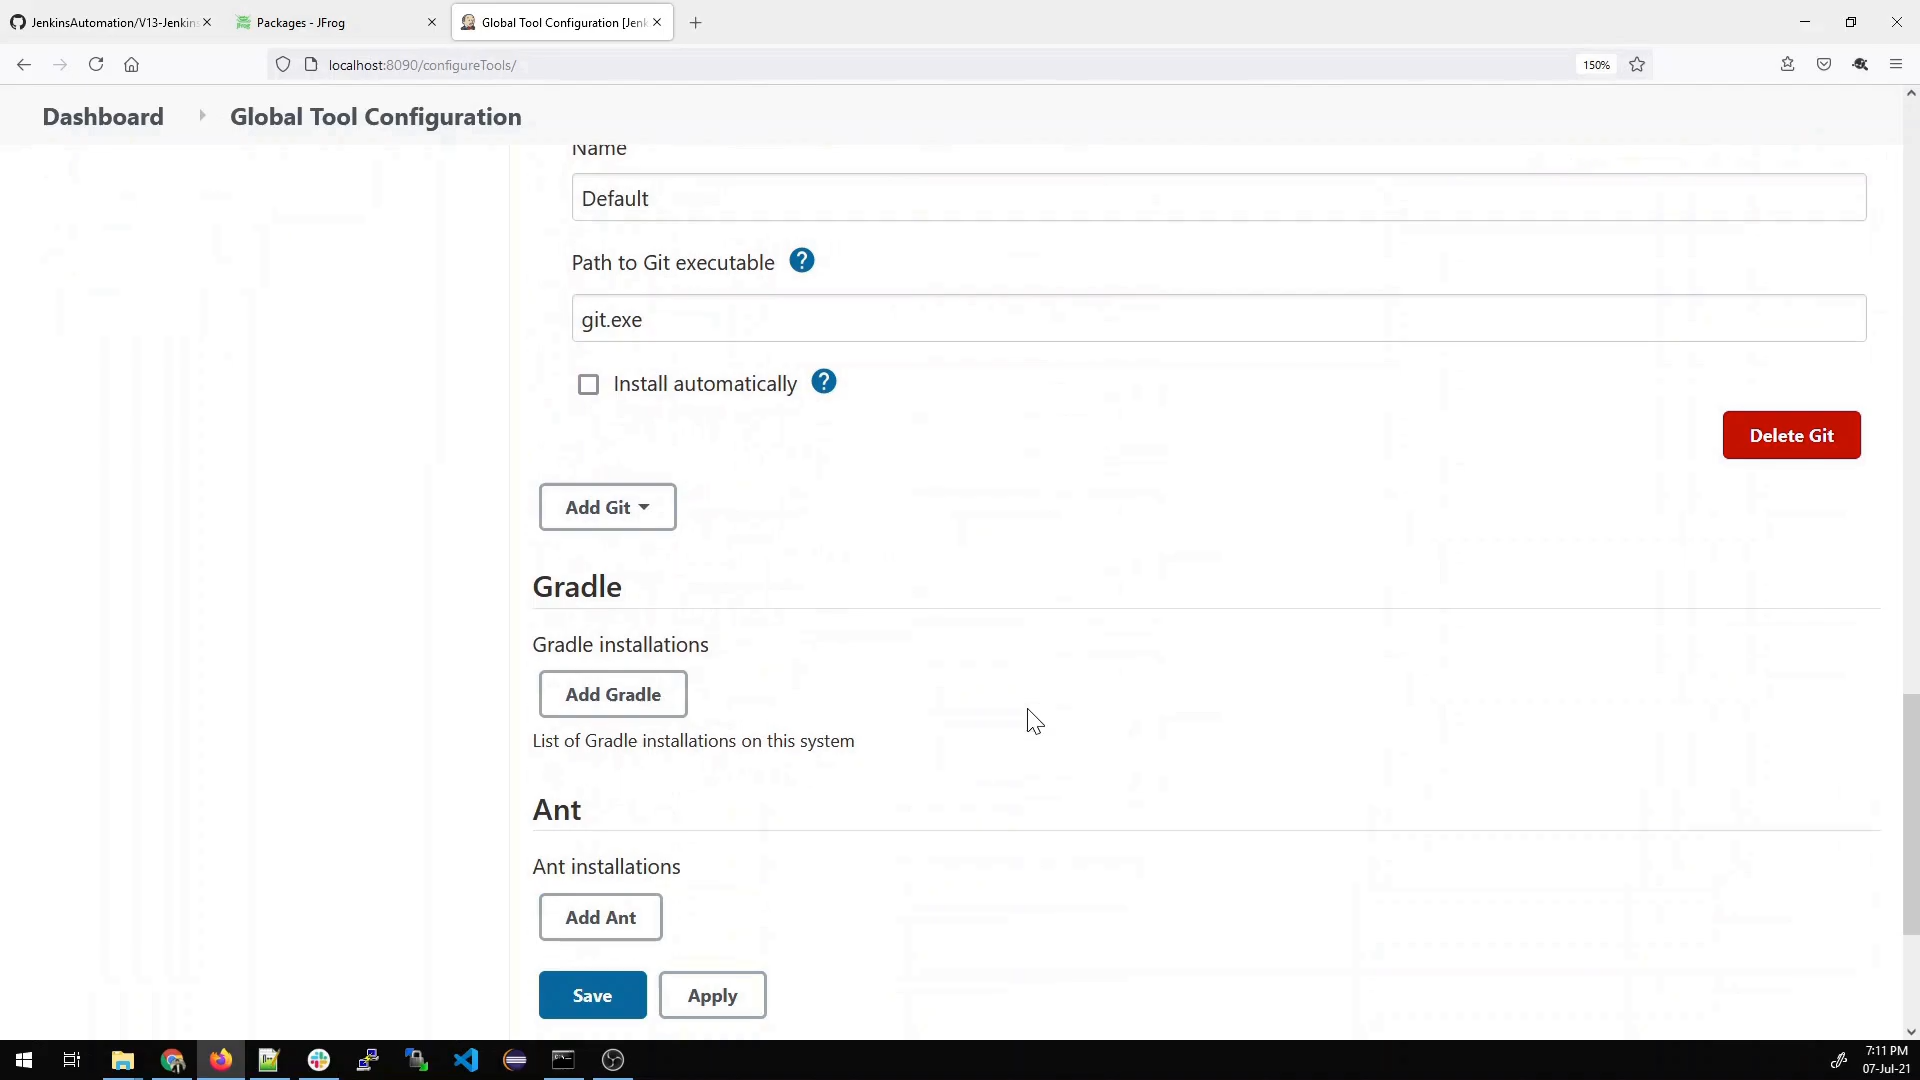 JenkinsAutomation/V13-Jenkins
Packages - JFrog
Global Tool Configuration [Jenk
localhost:8090/configureTools/
150%
Dashboard
Global Tool Configuration
Name
Default
Path to Git executable
?
git.exe
Install automatically
?
Delete Git
Add Git
Gradle
Gradle installations
Add Gradle
List of Gradle installations on this system
Ant
Ant installations
Add Ant
Save
Apply
7:11 PM
07-Jul-21